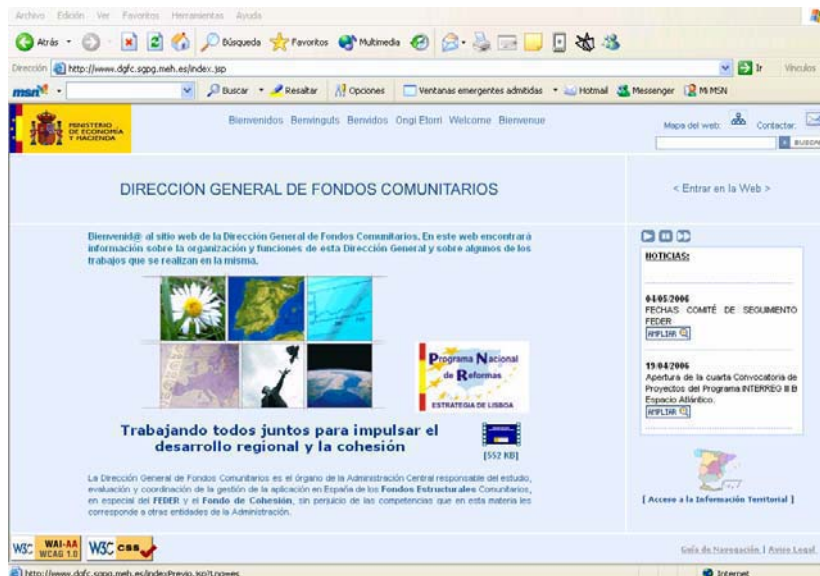 Archivo Edición Ver Favoritos Herramientas Ayuda
Atrás Búsqueda Favoritos Multimedia
Dirección http://www.dgfc.sgpg.meh.es/index.jsp Ir Vínculos
msn Buscar Resaltar Opciones Ventanas emergentes admitidas Hotmail Messenger Mi MSN
MINISTERIO
DE ECONOMÍA
Y HACIENDA
Bienvenidos Benvinguts Benvidos Ongi Etorri Welcome Bienvenue
Mapa del web: Contactar:
BUSCAR
DIRECCIÓN GENERAL DE FONDOS COMUNITARIOS
< Entrar en la Web >
Bienvenid@ al sitio web de la Dirección General de Fondos Comunitarios. En este web encontrará
información sobre la organización y funciones de esta Dirección General y sobre algunos de los
trabajos que se realizan en la misma.
Programa Nacional
de Reformas
ESTRATEGIA DE LISBOA
Trabajando todos juntos para impulsar el
desarrollo regional y la cohesión
[552 KB]
La Dirección General de Fondos Comunitarios es el órgano de la Administración Central responsable del estudio,
evaluación y coordinación de la gestión de la aplicación en España de los Fondos Estructurales Comunitarios,
en especial del FEDER y el Fondo de Cohesión, sin perjuicio de las competencias que en esta materia les
corresponde a otras entidades de la Administración.
NOTICIAS:
04/05/2006
FECHAS COMITÉ DE SEGUIMIENTO
FEDER
AMPLIAR
19/04/2006
Apertura de la cuarta Convocatoria de
Proyectos del Programa INTERREG III B
Espacio Atlántico.
AMPLIAR
[ Acceso a la Información Territorial ]
W3C WAI-AA
WCAG 1.0
W3C css
Guía de Navegación | Aviso Legal
http://www.dgfc.sgpg.meh.es/indexPrevio.jsp?Lngwes
Internet